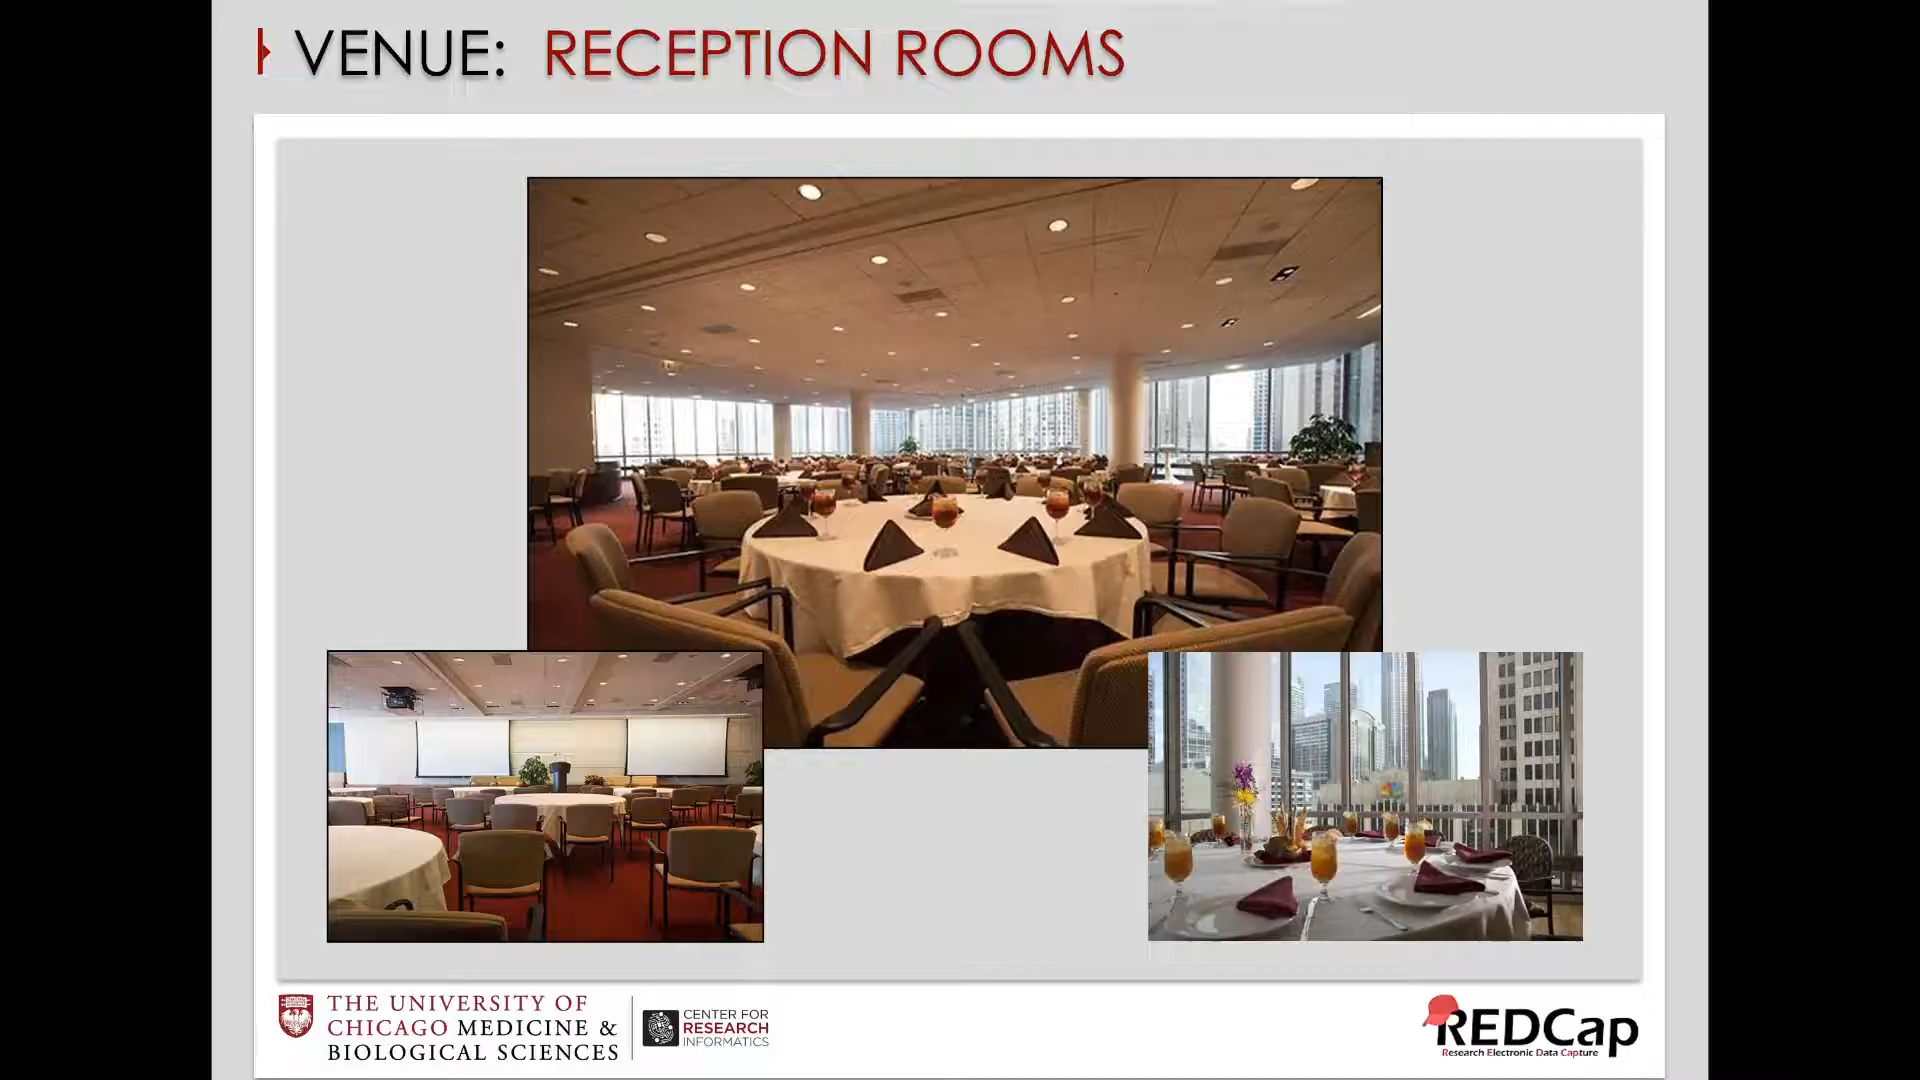 VENUE: RECEPTION ROOMS
THE UNIVERSITY OF
CHICAGO MEDICINE &
BIOLOGICAL SCIENCES
CENTER FOR
RESEARCH
INFORMATICS
REDCap
Research Electronic Data Capture